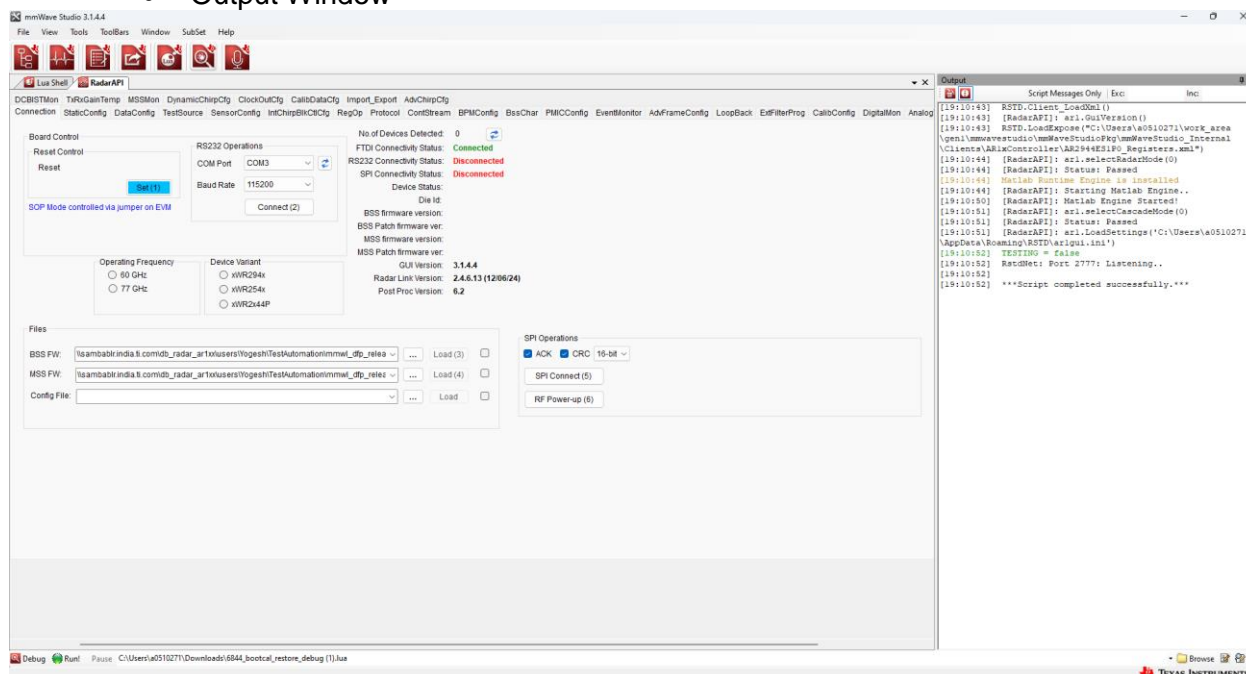 Output Window
mmWave Studio 3.1.4.4
File View Tools ToolBars Window SubSet Help
Lua Shell RadarAPI
DCBISTMon TxRxGainTemp MSSMon DynamicChirpCfg ClockOutCfg CalibDataCfg Import_Export AdvChirpCfg
Connection StaticConfig DataConfig TestSource SensorConfig IntChirpBlkCtlCfg RegOp Protocol ContStream BPMConfig BssChar PMICConfig EventMonitor AdvFrameConfig LoopBack ExtFilterProg CalibConfig DigitalMon Analog
Board Control
Reset Control
Reset
Set (1)
SOP Mode controlled via jumper on EVM
RS232 Operations
COM Port COM3
Baud Rate 115200
Connect (2)
No.of Devices Detected: 0
FTDI Connectivity Status: Connected
RS232 Connectivity Status: Disconnected
SPI Connectivity Status: Disconnected
Device Status:
Die Id:
BSS firmware version:
BSS Patch firmware ver:
MSS firmware version:
MSS Patch firmware ver:
GUI Version: 3.1.4.4
Radar Link Version: 2.4.6.13 (12/06/24)
Post Proc Version: 6.2
Operating Frequency
60 GHz
77 GHz
Device Variant
xWR294x
xWR254x
xWR2x44P
Files
BSS FW: \\sambablr.india.ti.com\db_radar_ar1xx\users\Yogesh\TestAutomation\mmwl_dfp_relea ... Load (3)
MSS FW: \\sambablr.india.ti.com\db_radar_ar1xx\users\Yogesh\TestAutomation\mmwl_dfp_relea ... Load (4)
Config File: ... Load
SPI Operations
ACK CRC 16-bit
SPI Connect (5)
RF Power-up (6)
Output
Script Messages Only Exc: Inc:
[19:10:43] RSTD.Client_LoadXml()
[19:10:43] [RadarAPI]: ar1.GuiVersion()
[19:10:43] RSTD.LoadExpose("C:\Users\a0510271\work_area
\gen1\mmwavestudio\mmWaveStudioPkg\mmWaveStudio_Internal
\Clients\AR1xController\AR2944ES1P0_Registers.xml")
[19:10:44] [RadarAPI]: ar1.selectRadarMode(0)
[19:10:44] [RadarAPI]: Status: Passed
[19:10:44] Matlab Runtime Engine is installed
[19:10:44] [RadarAPI]: Starting Matlab Engine..
[19:10:50] [RadarAPI]: Matlab Engine Started!
[19:10:51] [RadarAPI]: ar1.selectCascadeMode(0)
[19:10:51] [RadarAPI]: Status: Passed
[19:10:51] [RadarAPI]: ar1.LoadSettings('C:\Users\a0510271
\AppData\Roaming\RSTD\ar1gui.ini')
[19:10:52] TESTING = false
[19:10:52] RstdNet: Port 2777: Listening..
[19:10:52]
[19:10:52] ***Script completed successfully.***
Debug Run! Pause C:\Users\a0510271\Downloads\6844_bootcal_restore_debug (1).lua
Browse
TEXAS INSTRUMENTS